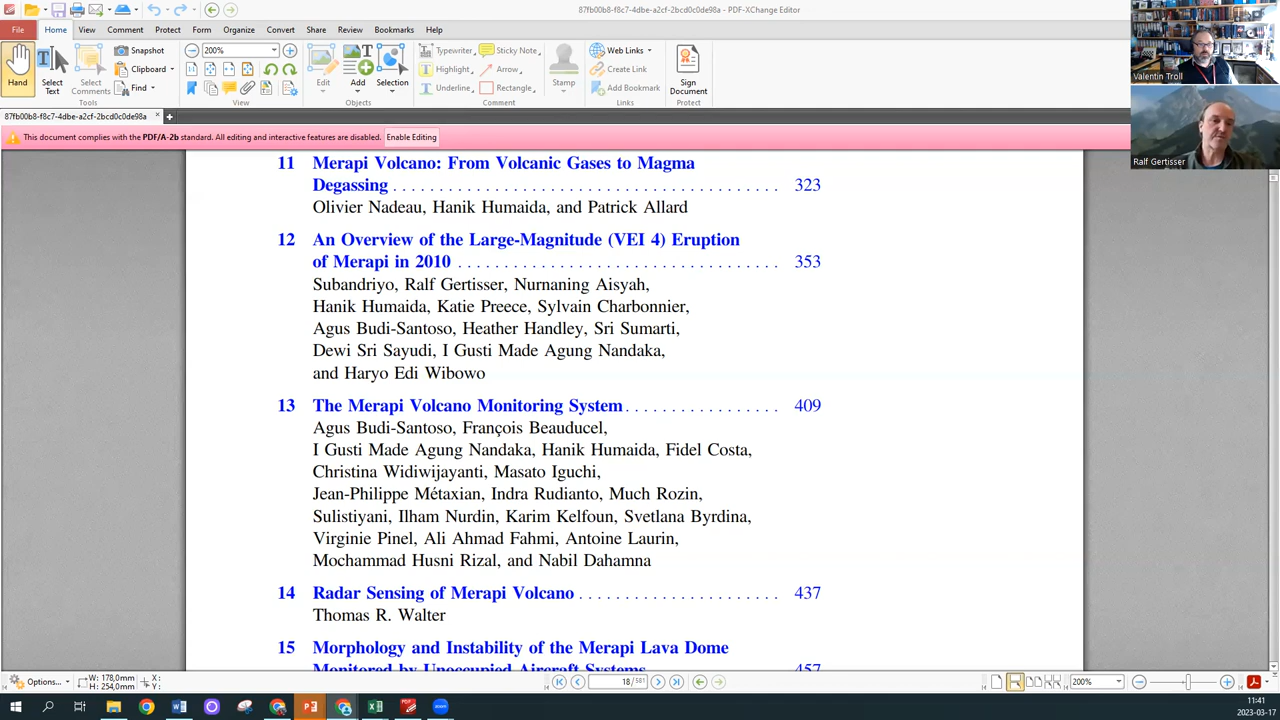 87fb00b8-f8c7-4dbe-a2cf-2bcd0c0de98a - PDF-XChange Editor
File Home View Comment Protect Form Organize Convert Share Review Bookmarks Help
Hand
Select Text
Select Comments
Snapshot
Clipboard
Find
Tools
200%
View
Edit
Add
Selection
Objects
Typewriter
Highlight
Underline
Sticky Note
Arrow
Rectangle
Stamp
Comment
Web Links
Create Link
Add Bookmark
Links
Sign Document
Protect
87fb00b8-f8c7-4dbe-a2cf-2bcd0c0de98a
This document complies with the PDF/A-2b standard. All editing and interactive features are disabled. Enable Editing
Valentin Troll
Ralf Gertisser
11 Merapi Volcano: From Volcanic Gases to Magma
Degassing . . . . . . . . . . . . . . . . . . . . . . . . . . . . . . . . . . . . . . . . 323
Olivier Nadeau, Hanik Humaida, and Patrick Allard
12 An Overview of the Large-Magnitude (VEI 4) Eruption
of Merapi in 2010 . . . . . . . . . . . . . . . . . . . . . . . . . . . . . . . . . 353
Subandriyo, Ralf Gertisser, Nurnaning Aisyah,
Hanik Humaida, Katie Preece, Sylvain Charbonnier,
Agus Budi-Santoso, Heather Handley, Sri Sumarti,
Dewi Sri Sayudi, I Gusti Made Agung Nandaka,
and Haryo Edi Wibowo
13 The Merapi Volcano Monitoring System . . . . . . . . . . . . . . . . 409
Agus Budi-Santoso, François Beauducel,
I Gusti Made Agung Nandaka, Hanik Humaida, Fidel Costa,
Christina Widiwijayanti, Masato Iguchi,
Jean-Philippe Métaxian, Indra Rudianto, Much Rozin,
Sulistiyani, Ilham Nurdin, Karim Kelfoun, Svetlana Byrdina,
Virginie Pinel, Ali Ahmad Fahmi, Antoine Laurin,
Mochammad Husni Rizal, and Nabil Dahamna
14 Radar Sensing of Merapi Volcano . . . . . . . . . . . . . . . . . . . . . 437
Thomas R. Walter
15 Morphology and Instability of the Merapi Lava Dome
Monitored by Unoccupied Aircraft Systems 457
Options...
W: 178,0mm
H: 254,0mm
X:
Y:
18 / 581
200%
11:41
2023-03-17